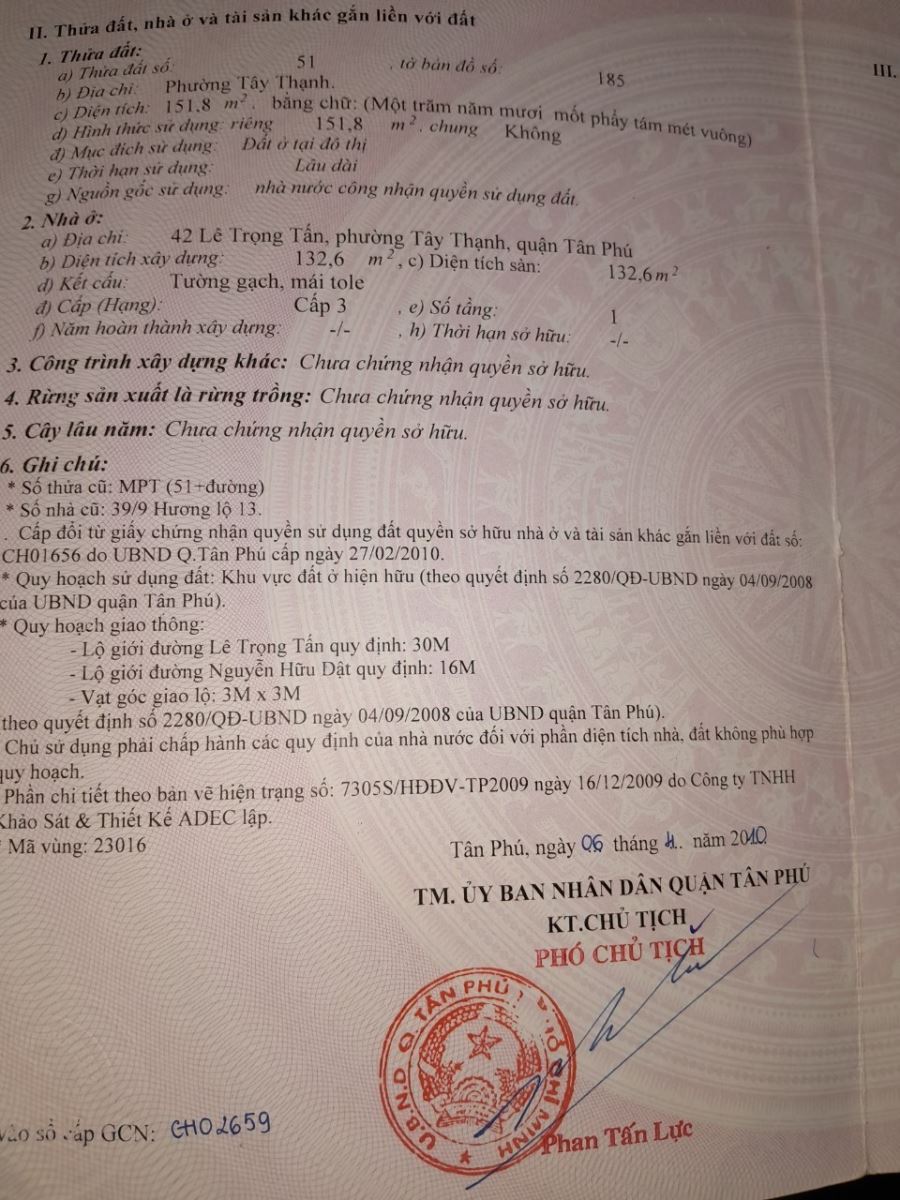 II. Thửa đất, nhà ở và tài sản khác gắn liền với đất
III.
1. Thửa đất:
a) Thửa đất số: 51 , tờ bản đồ số: 185
b) Địa chỉ: Phường Tây Thạnh.
c) Diện tích: 151,8 m². bằng chữ: (Một trăm năm mươi mốt phẩy tám mét vuông)
d) Hình thức sử dụng: riêng 151,8 m², chung Không
đ) Mục đích sử dụng: Đất ở tại đô thị
e) Thời hạn sử dụng: Lâu dài
g) Nguồn gốc sử dụng: nhà nước công nhận quyền sử dụng đất.
2. Nhà ở:
a) Địa chỉ: 42 Lê Trọng Tấn, phường Tây Thạnh, quận Tân Phú
b) Diện tích xây dựng: 132,6 m², c) Diện tích sàn: 132,6 m²
d) Kết cấu: Tường gạch, mái tole
đ) Cấp (Hạng): Cấp 3 , e) Số tầng: 1
f) Năm hoàn thành xây dựng: -/- , h) Thời hạn sở hữu: -/-
3. Công trình xây dựng khác: Chưa chứng nhận quyền sở hữu.
4. Rừng sản xuất là rừng trồng: Chưa chứng nhận quyền sở hữu.
5. Cây lâu năm: Chưa chứng nhận quyền sở hữu.
6. Ghi chú:
* Số thửa cũ: MPT (51+đường)
* Số nhà cũ: 39/9 Hương lộ 13.
. Cấp đổi từ giấy chứng nhận quyền sử dụng đất quyền sở hữu nhà ở và tài sản khác gắn liền với đất số:
CH01656 do UBND Q.Tân Phú cấp ngày 27/02/2010.
* Quy hoạch sử dụng đất: Khu vực đất ở hiện hữu (theo quyết định số 2280/QĐ-UBND ngày 04/09/2008
của UBND quận Tân Phú).
* Quy hoạch giao thông:
- Lộ giới đường Lê Trọng Tấn quy định: 30M
- Lộ giới đường Nguyễn Hữu Dật quy định: 16M
- Vạt góc giao lộ: 3M x 3M
theo quyết định số 2280/QĐ-UBND ngày 04/09/2008 của UBND quận Tân Phú).
Chủ sử dụng phải chấp hành các quy định của nhà nước đối với phần diện tích nhà, đất không phù hợp
quy hoạch.
Phần chi tiết theo bản vẽ hiện trạng số: 7305S/HĐĐV-TP2009 ngày 16/12/2009 do Công ty TNHH
Khảo Sát & Thiết Kế ADEC lập.
* Mã vùng: 23016
Tân Phú, ngày 06 tháng 4. năm 2010
TM. ỦY BAN NHÂN DÂN QUẬN TÂN PHÚ
KT.CHỦ TỊCH
PHÓ CHỦ TỊCH
U.B.N.D Q. TÂN PHÚ HỒ CHÍ MINH
vào sổ cấp GCN: CH02659
Phan Tấn Lực